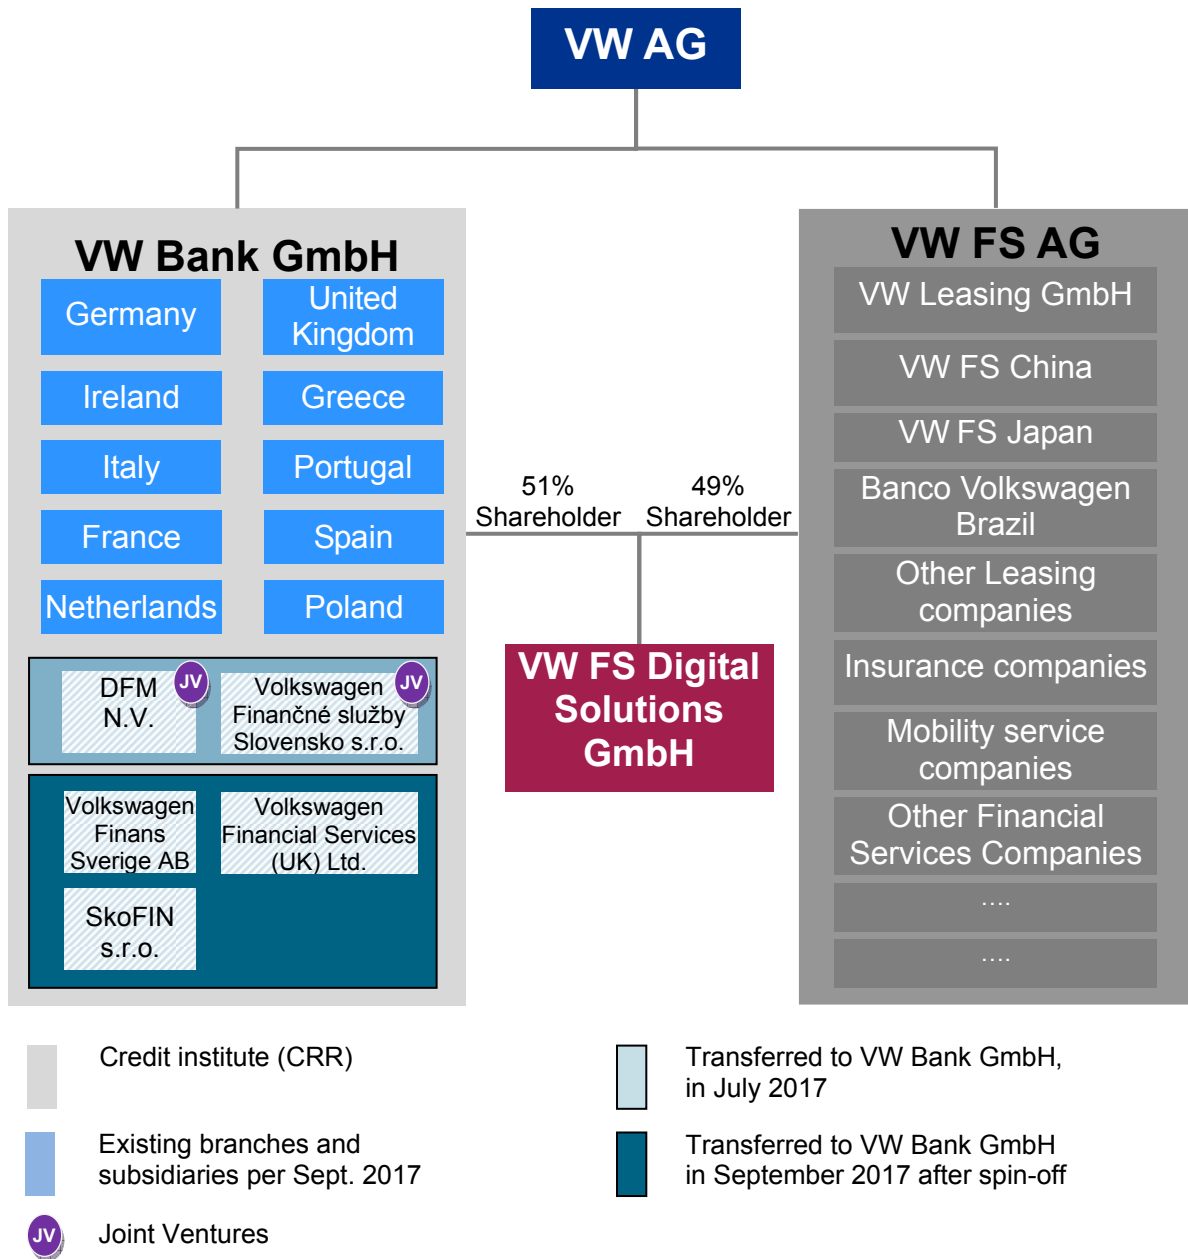 VW AG
VW Bank GmbH
Germany
United
Kingdom
Ireland
Greece
Italy
Portugal
France
Spain
Netherlands
Poland
DFM
N.V.
JV
Volkswagen
Finančné služby
Slovensko s.r.o.
JV
Volkswagen
Finans
Sverige AB
Volkswagen
Financial Services
(UK) Ltd.
SkoFIN
s.r.o.
51%
Shareholder
49%
Shareholder
VW FS Digital
Solutions
GmbH
VW FS AG
VW Leasing GmbH
VW FS China
VW FS Japan
Banco Volkswagen
Brazil
Other Leasing
companies
Insurance companies
Mobility service
companies
Other Financial
Services Companies
....
....
Credit institute (CRR)
Existing branches and
subsidiaries per Sept. 2017
JV
Joint Ventures
Transferred to VW Bank GmbH,
in July 2017
Transferred to VW Bank GmbH
in September 2017 after spin-off